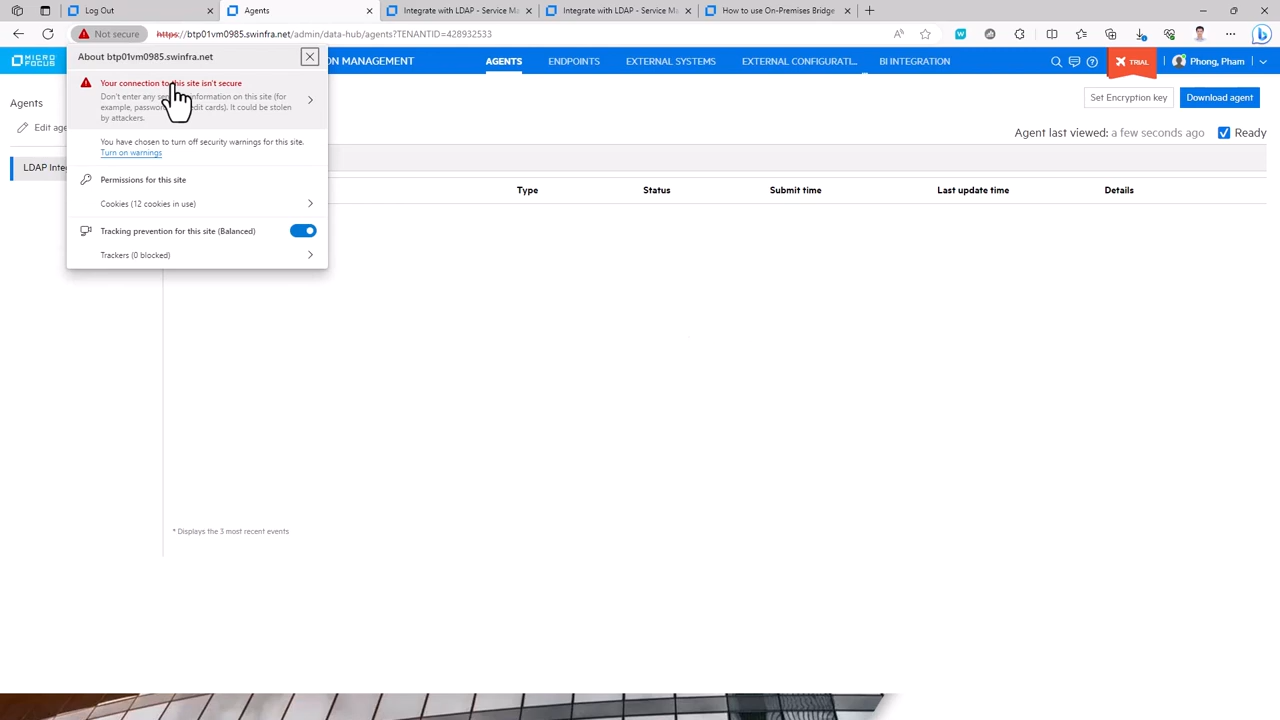 Log Out
Agents
Integrate with LDAP - Service Ma
Integrate with LDAP - Service Ma
How to use On-Premises Bridge
Not secure
https://btp01vm0985.swinfra.net/admin/data-hub/agents?TENANTID=428932533
MICRO FOCUS
ON MANAGEMENT
AGENTS
ENDPOINTS
EXTERNAL SYSTEMS
EXTERNAL CONFIGURATI...
BI INTEGRATION
TRIAL
Phong, Pham
About btp01vm0985.swinfra.net
Your connection to this site isn't secure
Don't enter any information on this site (for
example, credit cards). It could be stolen
by attackers.
You have chosen to turn off security warnings for this site.
Turn on warnings
Permissions for this site
Cookies (12 cookies in use)
Tracking prevention for this site (Balanced)
Trackers (0 blocked)
Agents
Edit age
LDAP Inte
Set Encryption key
Download agent
Agent last viewed: a few seconds ago
Ready
Type
Status
Submit time
Last update time
Details
* Displays the 3 most recent events